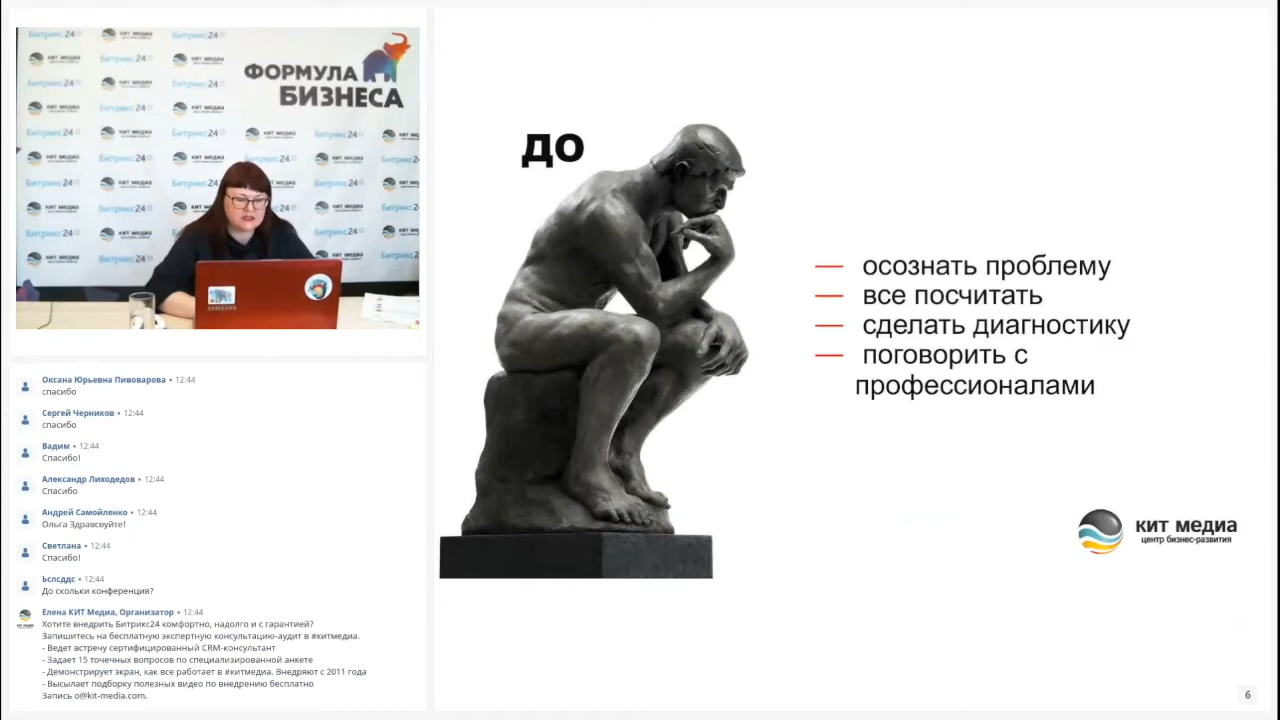 ФОРМУЛА
БИЗНЕСА
Битрикс24
КИТ МЕДИА
SAMSUNG
до
— осознать проблему
— все посчитать
— сделать диагностику
— поговорить с
профессионалами
кит медиа
центр бизнес-развития
6
Оксана Юрьевна Пивоварова • 12:44
спасибо
Сергей Черников • 12:44
спасибо
Вадим • 12:44
Спасибо!
Александр Лиходедов • 12:44
Спасибо
Андрей Самойленко • 12:44
Ольга Здравсвуйте!
Светлана • 12:44
Спасибо!
Ьслсддс • 12:44
До скольки конференция?
Елена КИТ Медиа, Организатор • 12:44
Хотите внедрить Битрикс24 комфортно, надолго и с гарантией?
Запишитесь на бесплатную экспертную консультацию-аудит в #китмедиа.
- Ведет встречу сертифицированный CRM-консультант
- Задает 15 точечных вопросов по специализированной анкете
- Демонстрирует экран, как все работает в #китмедиа. Внедряют с 2011 года
- Высылает подборку полезных видео по внедрению бесплатно
Запись o@kit-media.com.